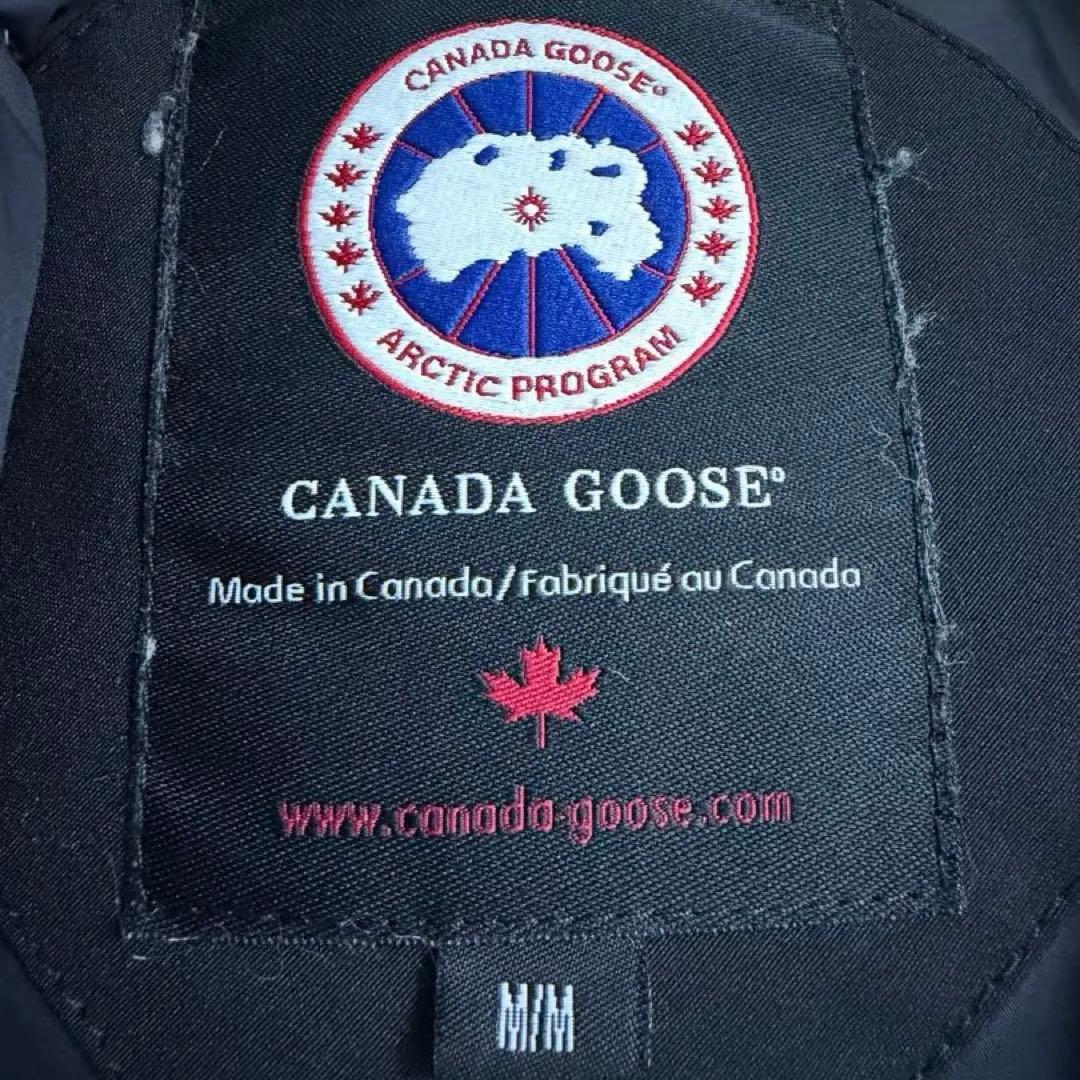 CANADA GOOSE®
ARCTIC PROGRAM
CANADA GOOSE®
Made in Canada/Fabriqué au Canada
www.canada-goose.com
M/M